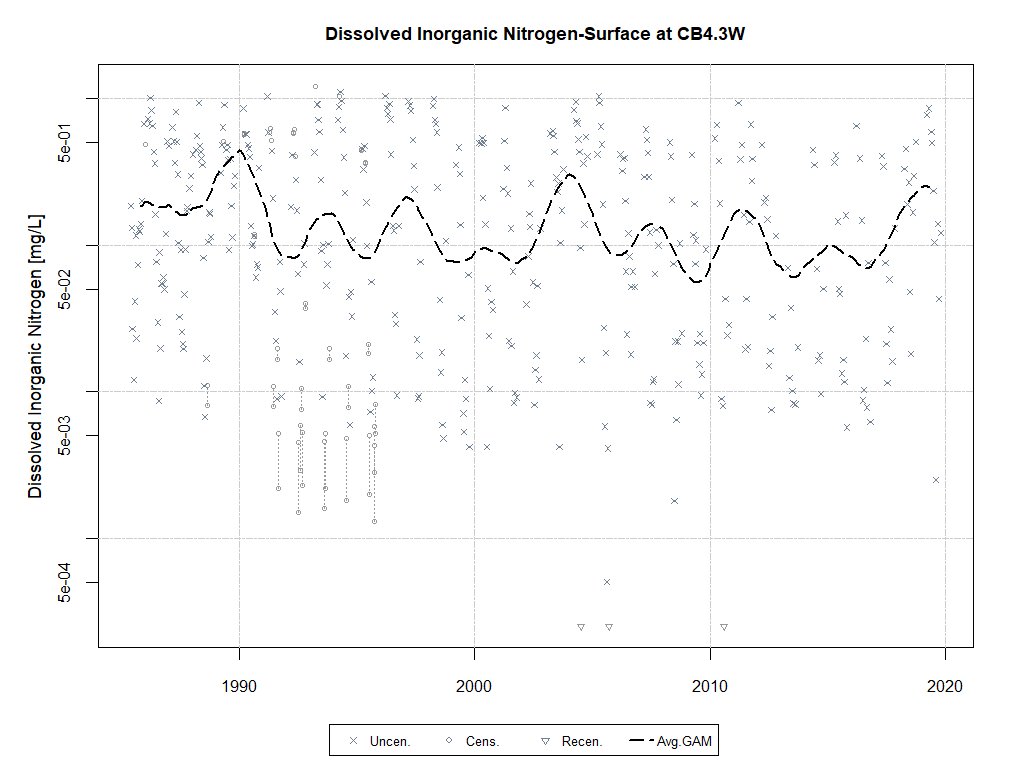 Dissolved Inorganic Nitrogen-Surface at CB4.3W
Dissolved Inorganic Nitrogen [mg/L]
5e-01
5e-02
5e-03
5e-04
1990 2000 2010 2020
Uncen. Cens. Recen. Avg.GAM